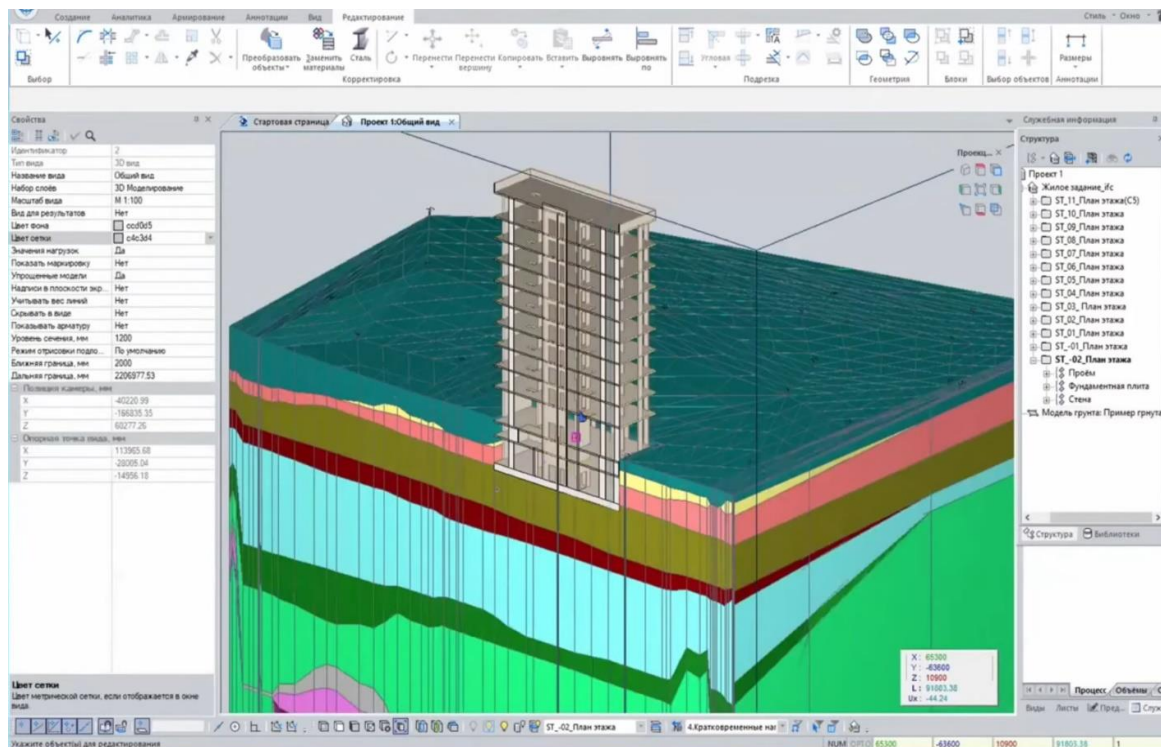 Создание Аналитика Армирование Аннотации Вид Редактирование
Стиль Окно
Преобразовать объекты
Заменить материалы
Сталь
Перенести
Перенести вершину
Копировать
Вставить
Выровнять
Выровнять по
Угловая
Размеры
Выбор
Корректировка
Подрезка
Геометрия
Блоки
Выбор объектов
Аннотации
Свойства
Идентификатор 2
Тип вида 3D вид
Название вида Общий вид
Набор слоёв 3D Моделирование
Масштаб вида М 1:100
Вид для результатов Нет
Цвет фона ccd0d5
Цвет сетки c4c3d4
Значения нагрузок Да
Показать маркировку Нет
Упрощенные модели Да
Надписи в плоскости экр... Нет
Учитывать вес линий Нет
Скрывать в виде Нет
Показывать арматуру Нет
Уровень сечения, мм 1200
Режим отрисовки подло... По умолчанию
Ближняя граница, мм 2000
Дальняя граница, мм 2206977,53
Позиция камеры, мм
X -40220.99
Y -166835.35
Z 60277.26
Опорная точка вида, мм
X 113965.68
Y -28005.04
Z -14956.18
Цвет сетки
Цвет метрической сетки, если отображается в окне вида.
Стартовая страница
Проект 1:Общий вид
Проекц...
X: 65300
Y: -63600
Z: 10900
L: 91803.38
Ux: -44.24
Служебная информация
Структура
Проект 1
Жилое задание_ifc
ST_11_План этажа(С5)
ST_10_План этажа
ST_09_План этажа
ST_08_План этажа
ST_07_План этажа
ST_06_План этажа
ST_05_План этажа
ST_04_План этажа
ST_03_ План этажа
ST_02_План этажа
ST_01_План этажа
ST_-01_План этажа
ST_-02_План этажа
Проём
Фундаментная плита
Стена
Модель грунта: Пример грнута
Структура Библиотеки
Процесс Объёмы
Виды Листы Пред... Служ
ST_-02_План этажа
4.Кратковременные наг
Укажите объект(ы) для редактирования
NUM ОРТО 65300 -63600 10900 91803.38 1